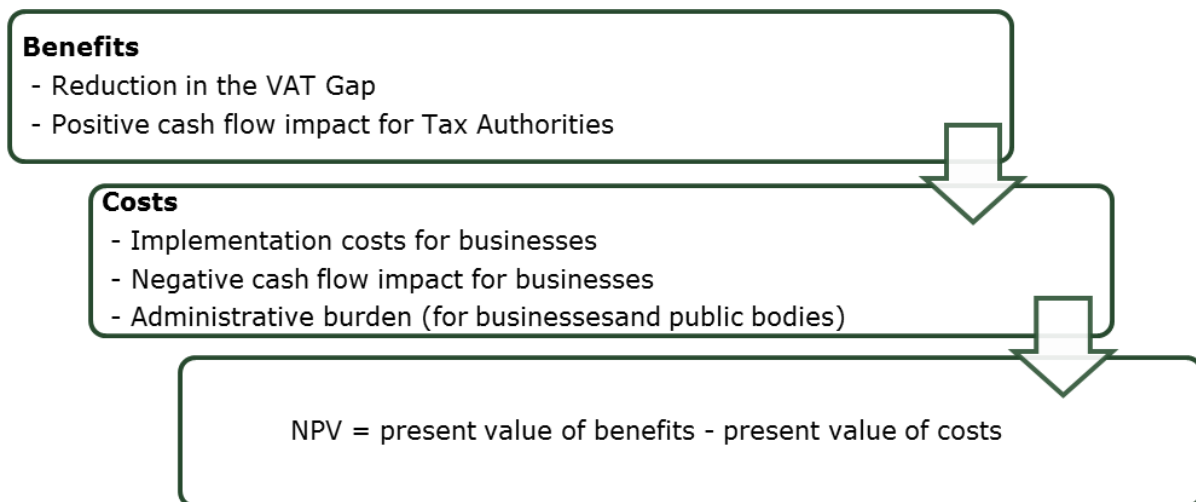 Benefits
- Reduction in the VAT Gap
- Positive cash flow impact for Tax Authorities
Costs
- Implementation costs for businesses
- Negative cash flow impact for businesses
- Administrative burden (for businessesand public bodies)
NPV = present value of benefits - present value of costs